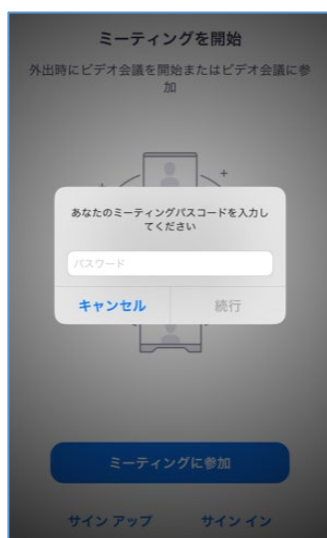 ミーティングを開始
外出時にビデオ会議を開始またはビデオ会議に参
加
あなたのミーティングパスコードを入力し
てください
パスワード
キャンセル
続行
ミーティングに参加
サイン アップ
サイン イン